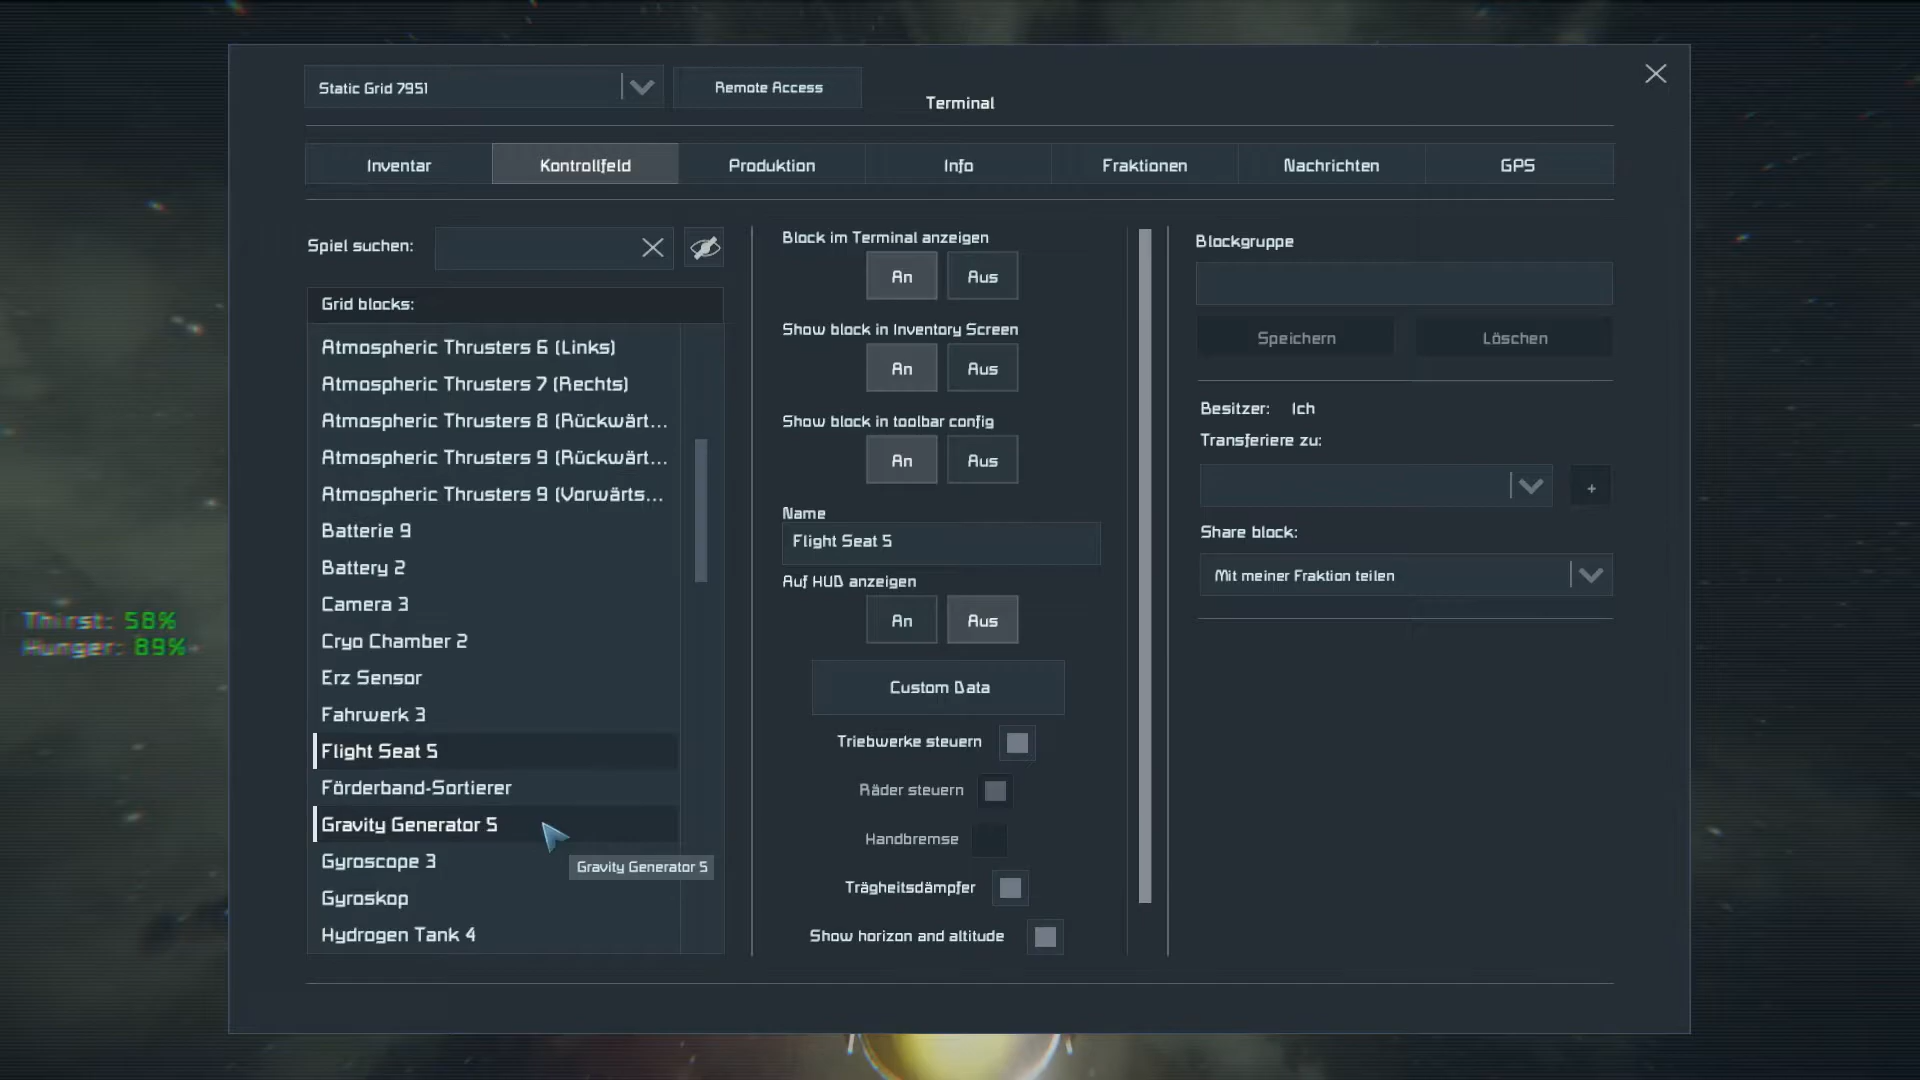 Static Grid 7951
Remote Access
Terminal
Inventar
Kontrollfeld
Produktion
Info
Fraktionen
Nachrichten
GPS
Spiel suchen:
Grid blocks:
Atmospheric Thrusters 6 (Links)
Atmospheric Thrusters 7 (Rechts)
Atmospheric Thrusters 8 (Rückwärt...
Atmospheric Thrusters 9 (Rückwärt...
Atmospheric Thrusters 9 (Vorwärts...
Batterie 9
Battery 2
Camera 3
Cryo Chamber 2
Erz Sensor
Fahrwerk 3
Flight Seat 5
Förderband-Sortierer
Gravity Generator 5
Gyroscope 3
Gyroskop
Hydrogen Tank 4
Gravity Generator 5
Block im Terminal anzeigen
An
Aus
Show block in Inventory Screen
An
Aus
Show block in toolbar config
An
Aus
Name
Flight Seat 5
Auf HUD anzeigen
An
Aus
Custom Data
Triebwerke steuern
Räder steuern
Handbremse
Trägheitsdämpfer
Show horizon and altitude
Blockgruppe
Speichern
Löschen
Besitzer: Ich
Transferiere zu:
+
Share block:
Mit meiner Fraktion teilen
Thirst: 58%
Hunger: 89%